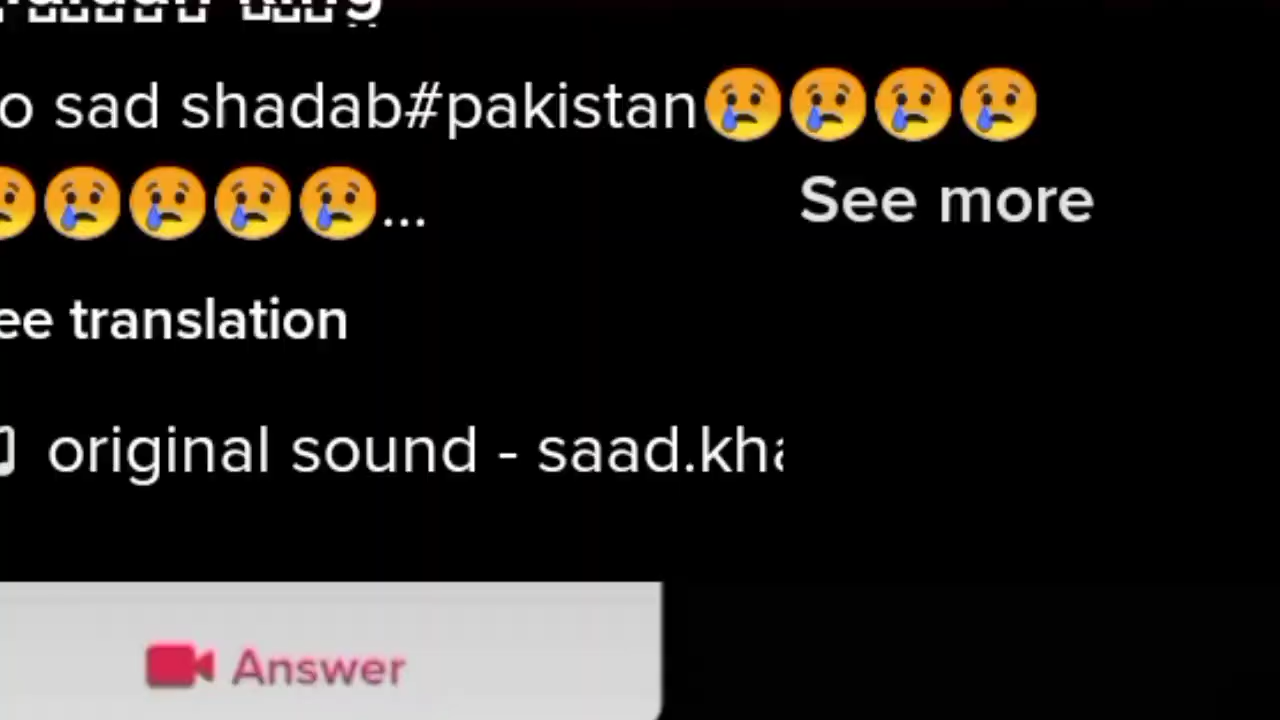 o sad shadab#pakistan😢😢😢😢
😢😢😢😢😢... See more
ee translation
original sound - saad.kha
Answer